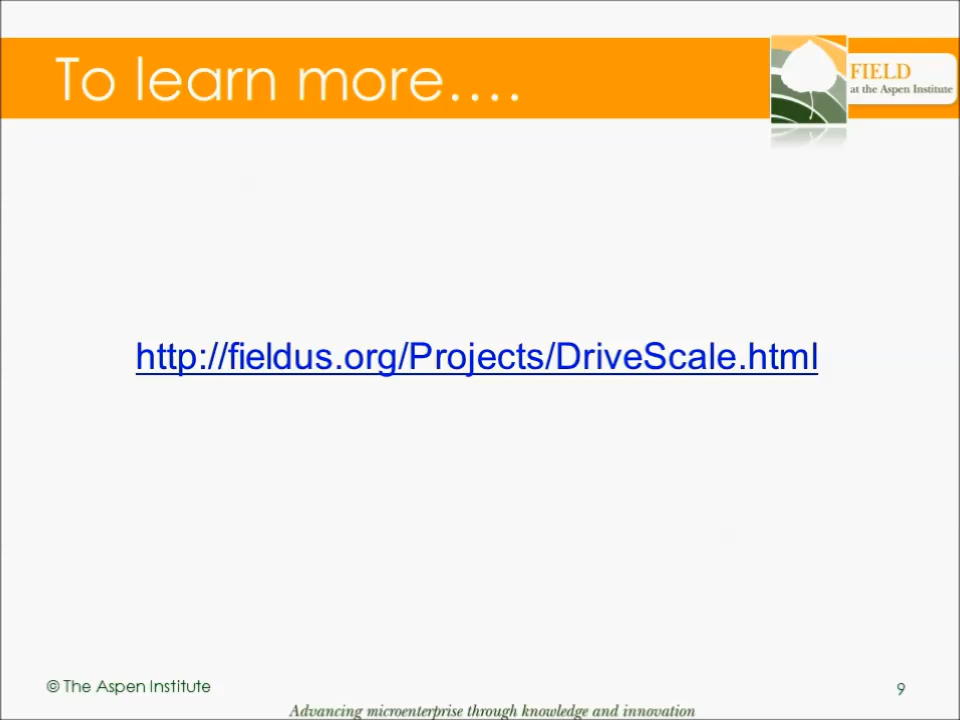 To learn more....
FIELD
at the Aspen Institute
http://fieldus.org/Projects/DriveScale.html
© The Aspen Institute
9
Advancing microenterprise through knowledge and innovation